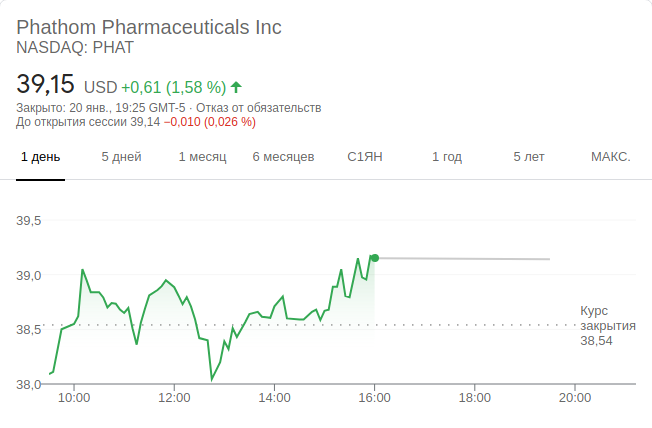 Phathom Pharmaceuticals Inc
NASDAQ: PHAT
39,15 USD +0,61 (1,58 %)
Закрыто: 20 янв., 19:25 GMT-5 · Отказ от обязательств
До открытия сессии 39,14 −0,010 (0,026 %)
1 день 5 дней 1 месяц 6 месяцев С1ЯН 1 год 5 лет МАКС.
39,5
39,0
38,5
38,0
Курс
закрытия
38,54
10:00 12:00 14:00 16:00 18:00 20:00